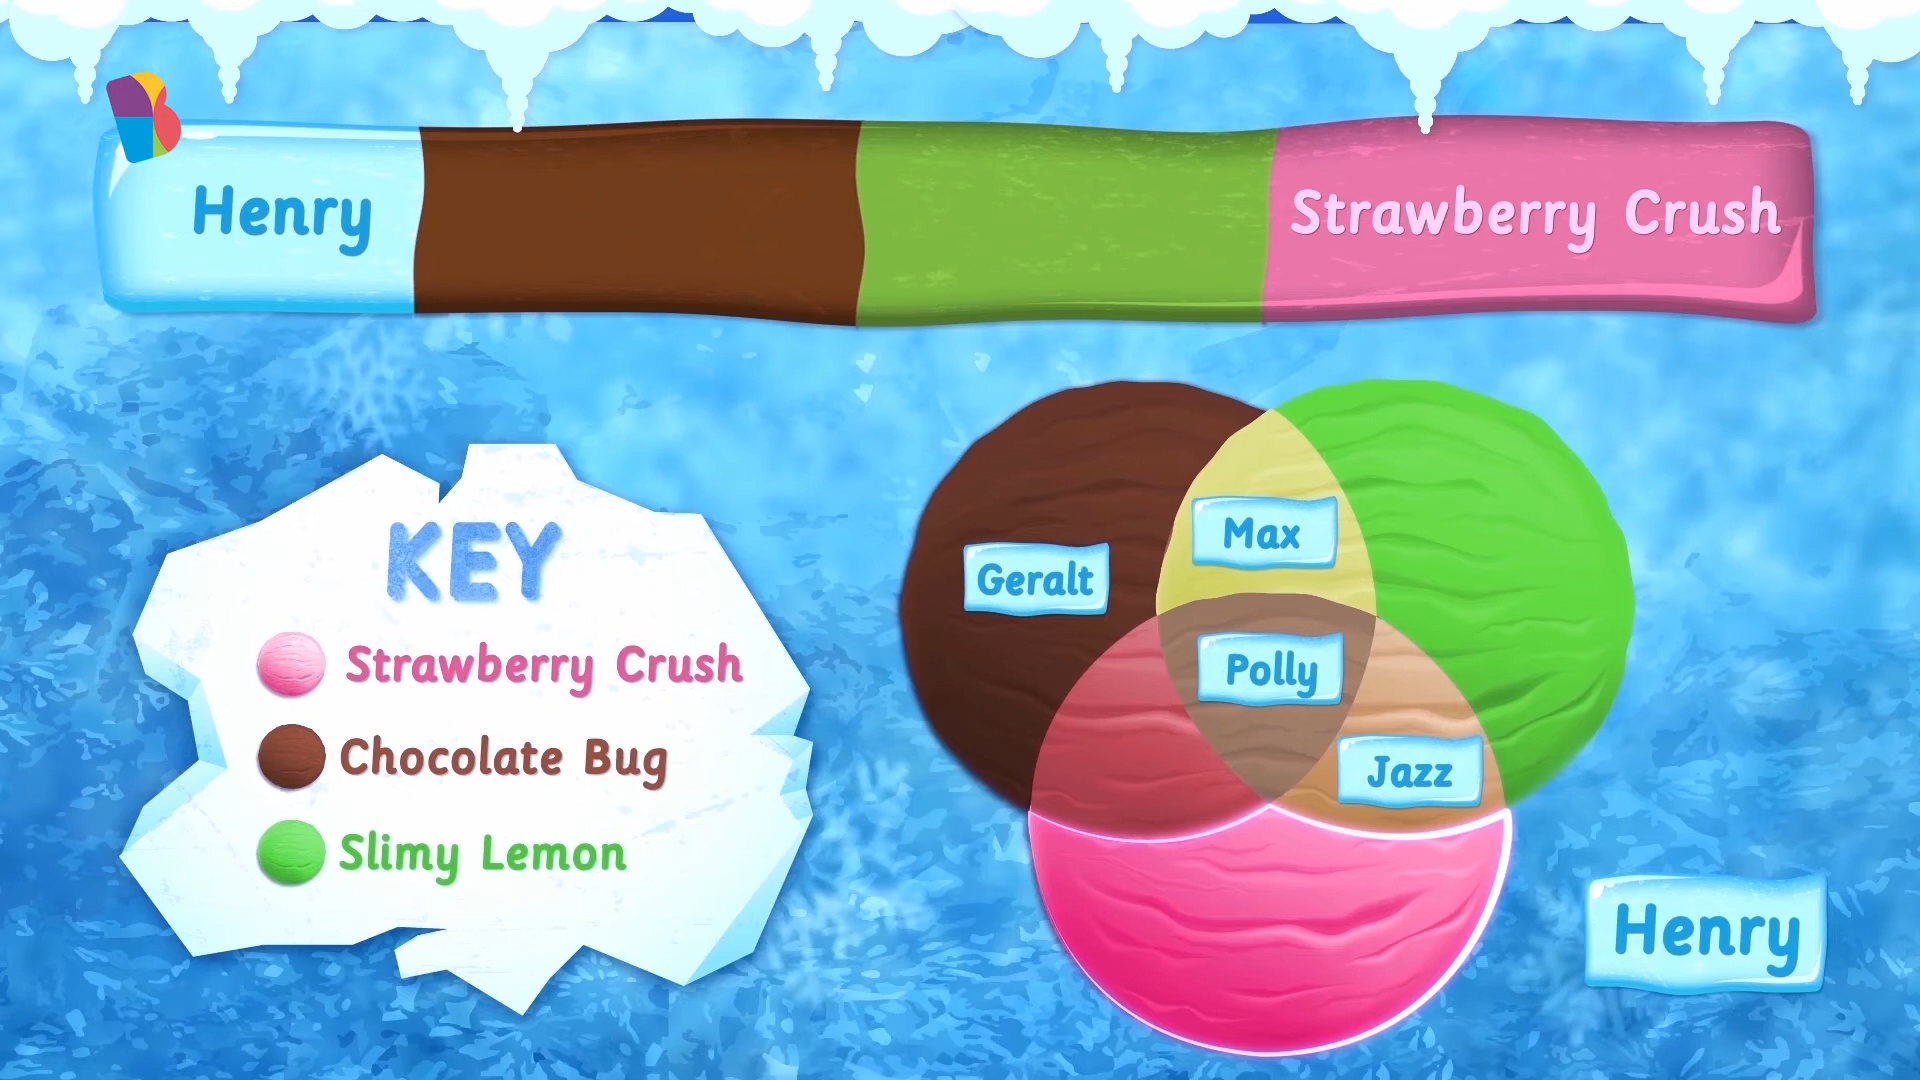 Henry
Strawberry Crush
KEY
Strawberry Crush
Chocolate Bug
Slimy Lemon
Max
Geralt
Polly
Jazz
Henry